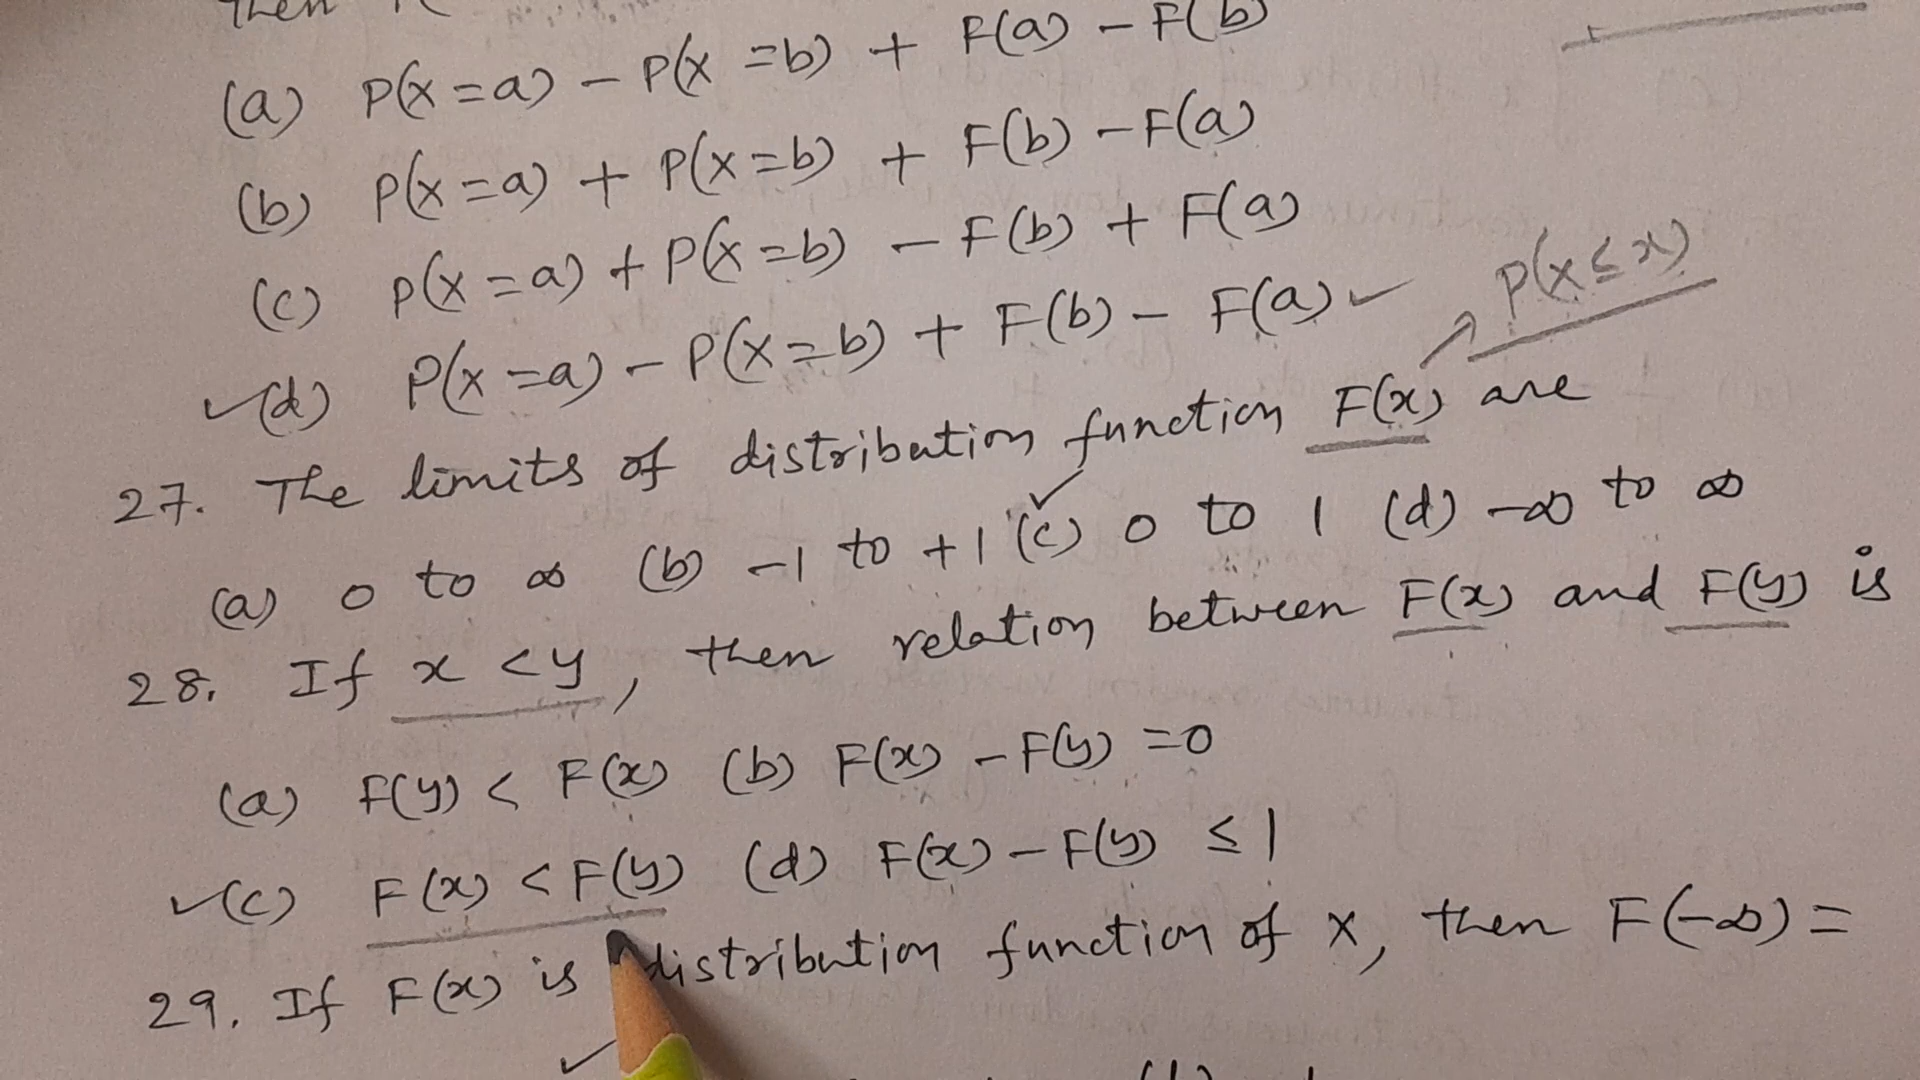 Then
(a) P(X=a) - P(X=b) + F(a) - F(b)
(b) P(X=a) + P(X=b) + F(b) - F(a)
(c) P(X=a) + P(X=b) - F(b) + F(a)
(d) P(X=a) - P(X=b) + F(b) - F(a) ✓
P(X≤x)
27. The limits of distribution function F(x) are
(a) 0 to ∞ (b) -1 to +1 (c) 0 to 1 (d) -∞ to ∞
28. If x < y, then relation between F(x) and F(y) is
(a) F(y) < F(x) (b) F(x) - F(y) = 0
(c) F(x) < F(y) (d) F(x) - F(y) ≤ 1
29. If F(x) is distribution function of X, then F(-∞) =